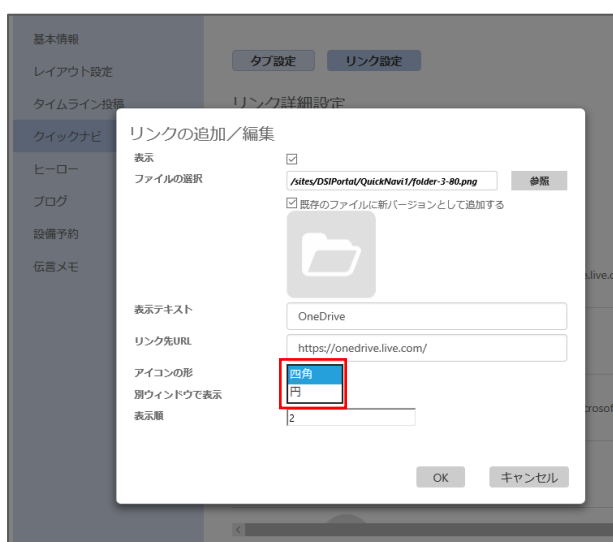 基本情報
レイアウト設定
タイムライン投稿
クイックナビ
ヒーロー
ブログ
設備予約
伝言メモ
タブ設定
リンク設定
リンク詳細設定
リンクの追加／編集
表示
ファイルの選択
/sites/DSIPortal/QuickNavi1/folder-3-80.png
参照
既存のファイルに新バージョンとして追加する
表示テキスト
OneDrive
リンク先URL
https://onedrive.live.com/
アイコンの形
四角
円
別ウィンドウで表示
表示順
2
OK
キャンセル